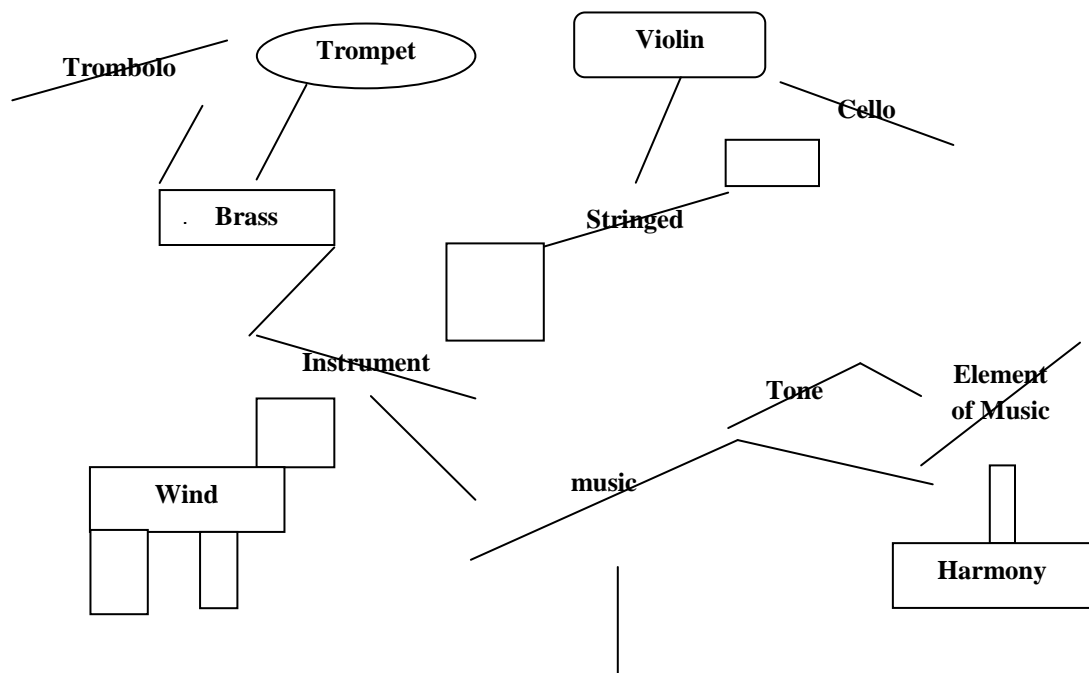 Trombolo
Trompet
Violin
Cello
Brass
Stringed
Instrument
Tone
Element
of Music
music
Wind
Harmony